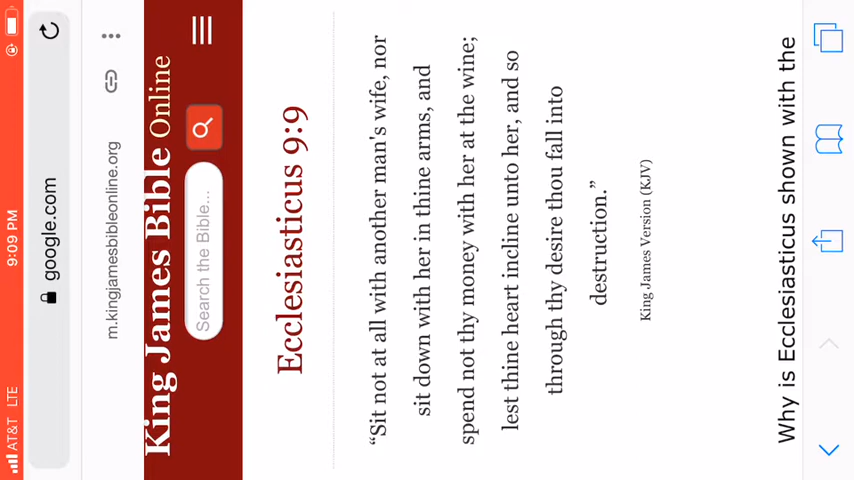 AT&T LTE 9:09 PM
google.com
m.kingjamesbibleonline.org
King James Bible Online
Search the Bible...
Ecclesiasticus 9:9
“Sit not at all with another man's wife, nor
sit down with her in thine arms, and
spend not thy money with her at the wine;
lest thine heart incline unto her, and so
through thy desire thou fall into
destruction.”
King James Version (KJV)
Why is Ecclesiasticus shown with the